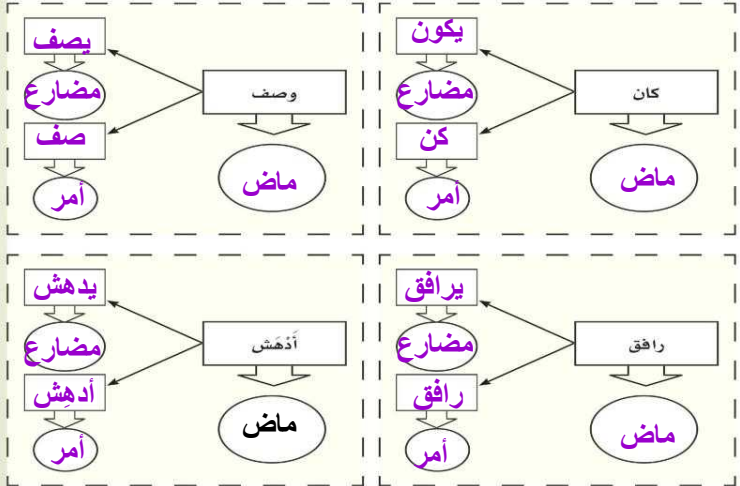 يكون
مضارع
كان
كن
ماض
أمر
يصف
مضارع
وصف
صف
ماض
أمر
يرافق
مضارع
رافق
رافق
ماض
أمر
يدهش
مضارع
أَدْهَش
أدهِش
ماض
أمر